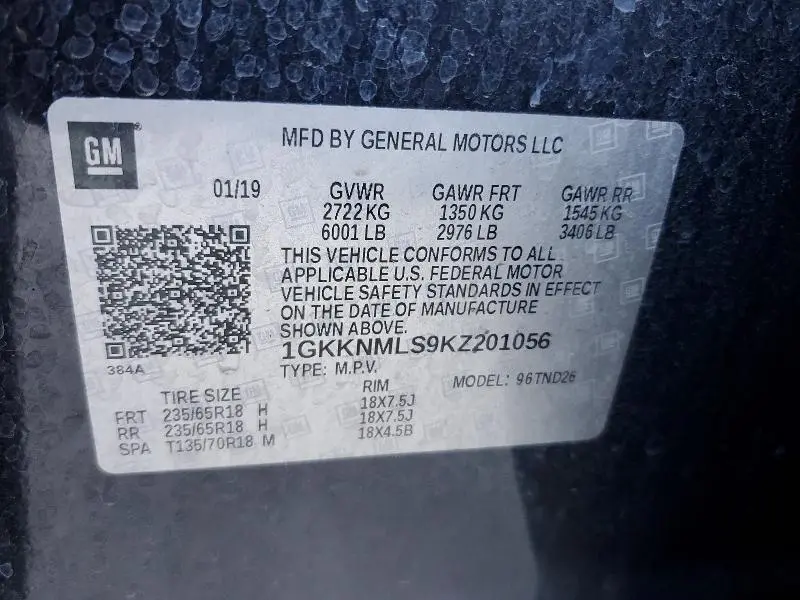 GM
MFD BY GENERAL MOTORS LLC
01/19 GVWR GAWR FRT GAWR RR
2722 KG 1350 KG 1545 KG
6001 LB 2976 LB 3406 LB
THIS VEHICLE CONFORMS TO ALL
APPLICABLE U.S. FEDERAL MOTOR
VEHICLE SAFETY STANDARDS IN EFFECT
ON THE DATE OF MANUFACTURE
SHOWN ABOVE.
1GKKNMLS9KZ201056
384A
TYPE: M.P.V. MODEL: 96TND26
TIRE SIZE RIM
FRT 235/65R18 H 18X7.5J
RR 235/65R18 H 18X7.5J
SPA T135/70R18 M 18X4.5B